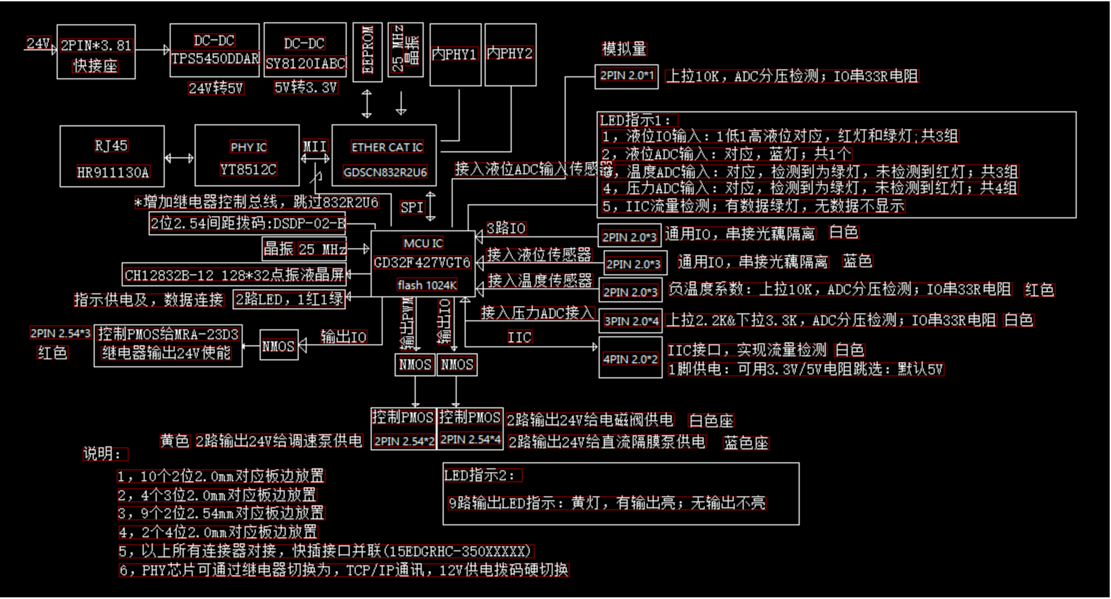 24V
2PIN*3.81
快接座
DC-DC
TPS5450DDAR
24V转5V
DC-DC
SY8120IABC
5V转3.3V
EEPROM
25 MHz
晶振
内PHY1
内PHY2
模拟量
2PIN 2.0*1
上拉10K，ADC分压检测；IO串33R电阻
RJ45
HR911130A
PHY IC
YT8512C
MII
ETHER CAT IC
GDSCN832R2U6
接入液位ADC输入传感器
LED指示1：
1，液位IO输入：1低1高液位对应，红灯和绿灯;共3组
2，液位ADC输入：对应，蓝灯；共1个
3，温度ADC输入：对应，检测到为绿灯，未检测到红灯；共3组
4，压力ADC输入：对应，检测到为绿灯，未检测到红灯；共4组
5，IIC流量检测；有数据绿灯，无数据不显示
*增加继电器控制总线，跳过832R2U6
SPI
2位2.54间距拨码:DSDP-02-B
晶振 25 MHz
CH12832B-12 128*32点振液晶屏
指示供电及，数据连接
2路LED，1红1绿
MCU IC
GD32F427VGT6
flash 1024K
3路IO
2PIN 2.0*3
通用IO，串接光藕隔离
白色
接入液位传感器
2PIN 2.0*3
通用IO，串接光藕隔离
蓝色
接入温度传感器
2PIN 2.0*3
负温度系数：上拉10K，ADC分压检测；IO串33R电阻
红色
接入压力ADC接入
3PIN 2.0*4
上拉2.2K&下拉3.3K，ADC分压检测；IO串33R电阻
白色
IIC
4PIN 2.0*2
IIC接口，实现流量检测
白色
1脚供电：可用3.3V/5V电阻跳选：默认5V
2PIN 2.54*3
红色
控制PMOS给MRA-23D3
继电器输出24V使能
NMOS
输出IO
输出PWM
输出IO
NMOS
NMOS
控制PMOS
2PIN 2.54*2
控制PMOS
2PIN 2.54*4
黄色
2路输出24V给调速泵供电
2路输出24V给电磁阀供电
白色座
2路输出24V给直流隔膜泵供电
蓝色座
说明：
1，10个2位2.0mm对应板边放置
2，4个3位2.0mm对应板边放置
3，9个2位2.54mm对应板边放置
4，2个4位2.0mm对应板边放置
5，以上所有连接器对接，快插接口并联(15EDGRHC-350XXXXX)
6，PHY芯片可通过继电器切换为，TCP/IP通讯，12V供电拨码硬切换
LED指示2：
9路输出LED指示：黄灯，有输出亮；无输出不亮